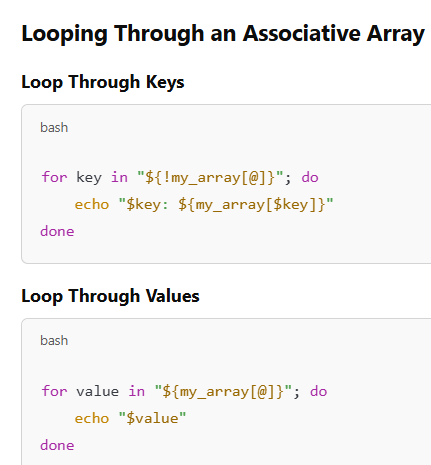 Looping Through an Associative Array
Loop Through Keys
bash
for key in "${!my_array[@]}"; do
    echo "$key: ${my_array[$key]}"
done
Loop Through Values
bash
for value in "${my_array[@]}"; do
    echo "$value"
done